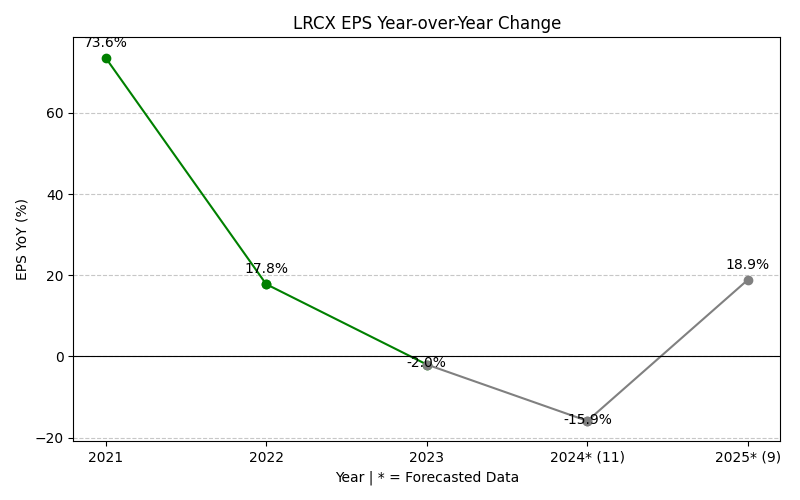 LRCX EPS Year-over-Year Change
73.6%
17.8%
-2.0%
-15.9%
18.9%
EPS YoY (%)
60
40
20
0
−20
2021 2022 2023 2024* (11) 2025* (9)
Year | * = Forecasted Data